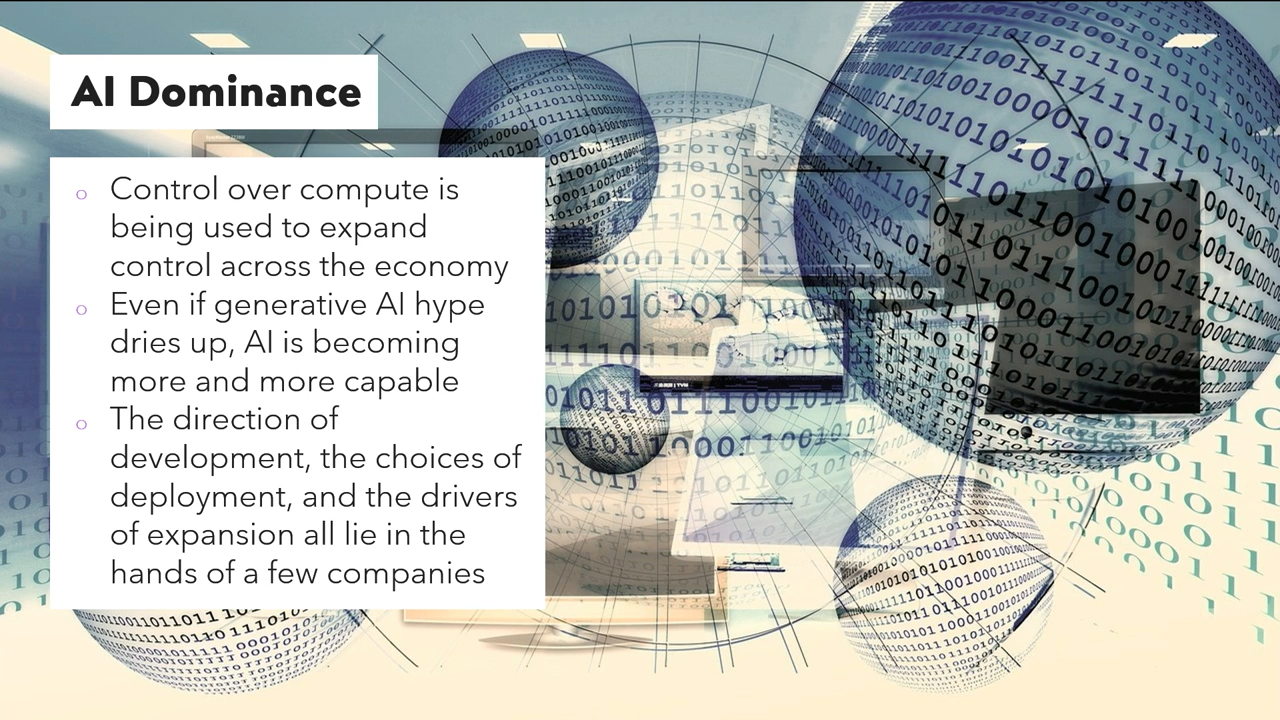 AI Dominance
o Control over compute is
being used to expand
control across the economy
o Even if generative AI hype
dries up, AI is becoming
more and more capable
o The direction of
development, the choices of
deployment, and the drivers
of expansion all lie in the
hands of a few companies